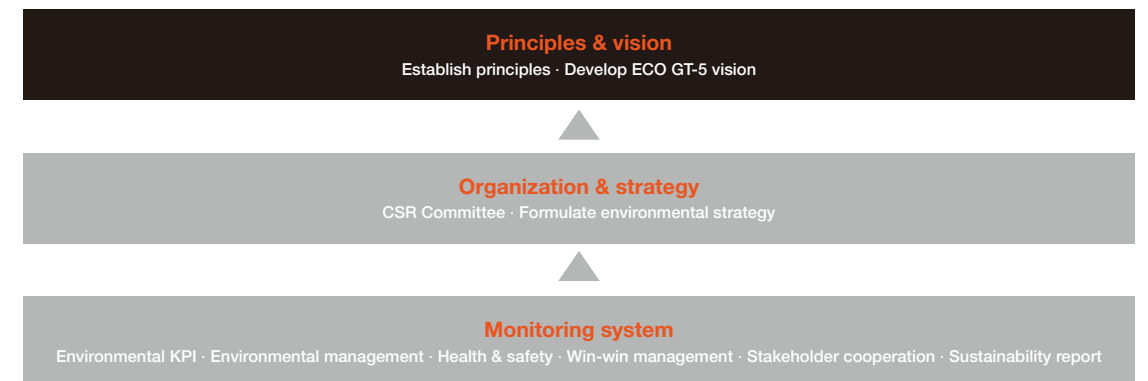 Principles & vision
Establish principles · Develop ECO GT-5 vision
Organization & strategy
CSR Committee · Formulate environmental strategy
Monitoring system
Environmental KPI · Environmental management · Health & safety · Win-win management · Stakeholder cooperation · Sustainability report